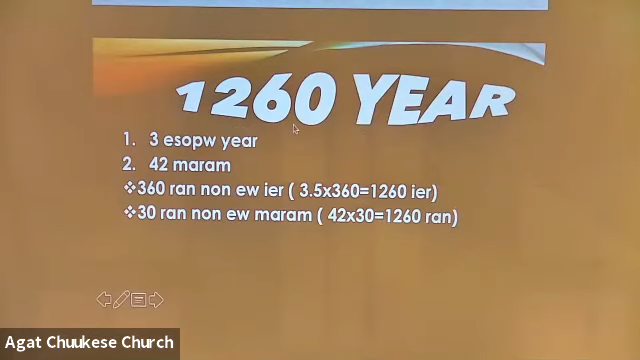 1260 YEAR
1. 3 esopw year
2. 42 maram
❖360 ran non ew ier ( 3.5x360=1260 ier)
❖30 ran non ew maram ( 42x30=1260 ran)
Agat Chuukese Church